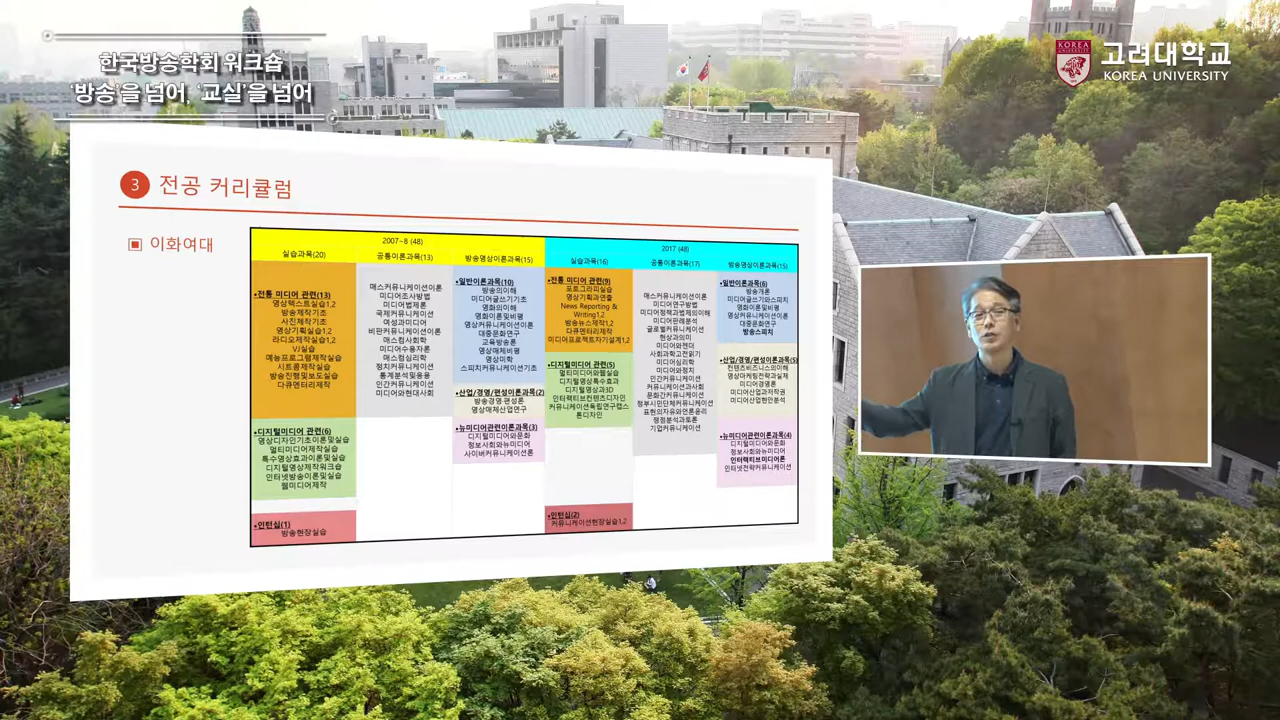 한국방송학회 워크숍
'방송'을 넘어, '교실'을 넘어
KOREA
UNIVERSITY
고려대학교
KOREA UNIVERSITY
3 전공 커리큘럼
이화여대
2007~8 (48)
실습과목(20)
공통이론과목(13)
방송영상이론과목(15)
•전통 미디어 관련(13)
영상텍스트실습1,2
방송제작기초
사진제작기초
영상기획실습1,2
라디오제작실습1,2
VJ실습
예능프로그램제작실습
시트콤제작실습
방송진행및보도실습
다큐멘터리제작
•디지털미디어 관련(6)
영상디자인기초이론및실습
멀티미디어제작실습
특수영상효과이론및실습
디지털영상제작워크숍
인터넷방송이론및실습
웹미디어제작
•인턴십(1)
방송현장실습
매스커뮤니케이션이론
미디어조사방법
미디어법제론
국제커뮤니케이션
여성과미디어
비판커뮤니케이션이론
매스컴사회학
미디어수용자론
매스컴심리학
정치커뮤니케이션
통계분석및응용
인간커뮤니케이션
미디어와현대사회
•일반이론과목(10)
방송의이해
미디어글쓰기기초
영화의이해
영화이론및비평
영상커뮤니케이션이론
대중문화연구
교육방송론
영상매체비평
영상미학
스피치커뮤니케이션기초
•산업/경영/편성이론과목(2)
방송경영·편성론
영상매체산업연구
•뉴미디어관련이론과목(3)
디지털미디어와문화
정보사회와뉴미디어
사이버커뮤니케이션론
2017 (48)
실습과목(16)
공통이론과목(17)
방송영상이론과목(15)
•전통 미디어 관련(9)
포토그라피실습
영상기획과연출
News Reporting &
Writing1,2
방송뉴스제작1,2
다큐멘터리제작
미디어프로젝트자기설계1,2
•디지털미디어 관련(5)
멀티미디어와웹실습
디지털영상특수효과
디지털영상과3D
인터랙티브컨텐츠디자인
커뮤니케이션독립연구캡스
톤디자인
•인턴십(2)
커뮤니케이션현장실습1,2
매스커뮤니케이션이론
미디어연구방법
미디어정책과법제의이해
미디어판례분석
글로벌커뮤니케이션
현상과의미
미디어와젠더
사회과학고전읽기
미디어심리학
미디어와정치
인간커뮤니케이션
커뮤니케이션과사회
문화간커뮤니케이션
정부시민단체커뮤니케이션
표현의자유와언론윤리
쟁점분석과토론
기업커뮤니케이션
•일반이론과목(6)
방송개론
미디어글쓰기와스피치
영화이론및비평
영상커뮤니케이션이론
대중문화연구
방송스피치
•산업/경영/편성이론과목(5)
컨텐츠비즈니스의이해
영상마케팅전략과실제
미디어경영론
미디어산업과저작권
미디어산업현안분석
•뉴미디어관련이론과목(4)
디지털미디어와문화
정보사회와뉴미디어
인터랙티브미디어론
인터넷전략커뮤니케이션